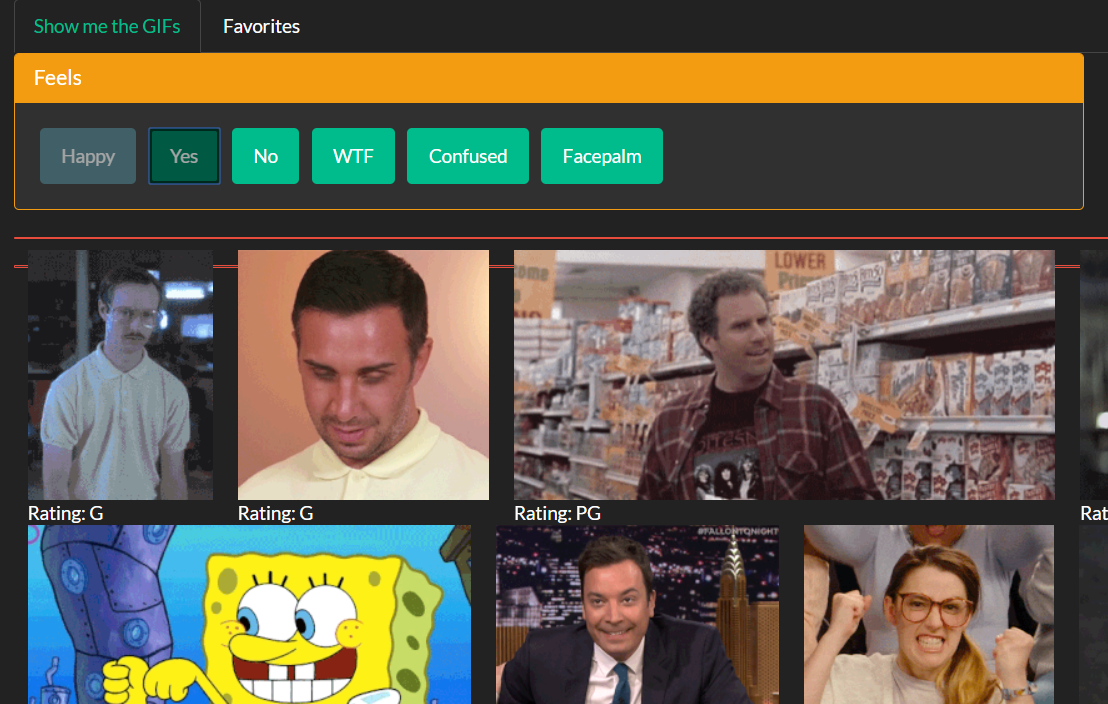 Show me the GIFs Favorites
Feels
Happy Yes No WTF Confused Facepalm
LOWER
Rating: G Rating: G Rating: PG Rat
#FALLONTONIGHT